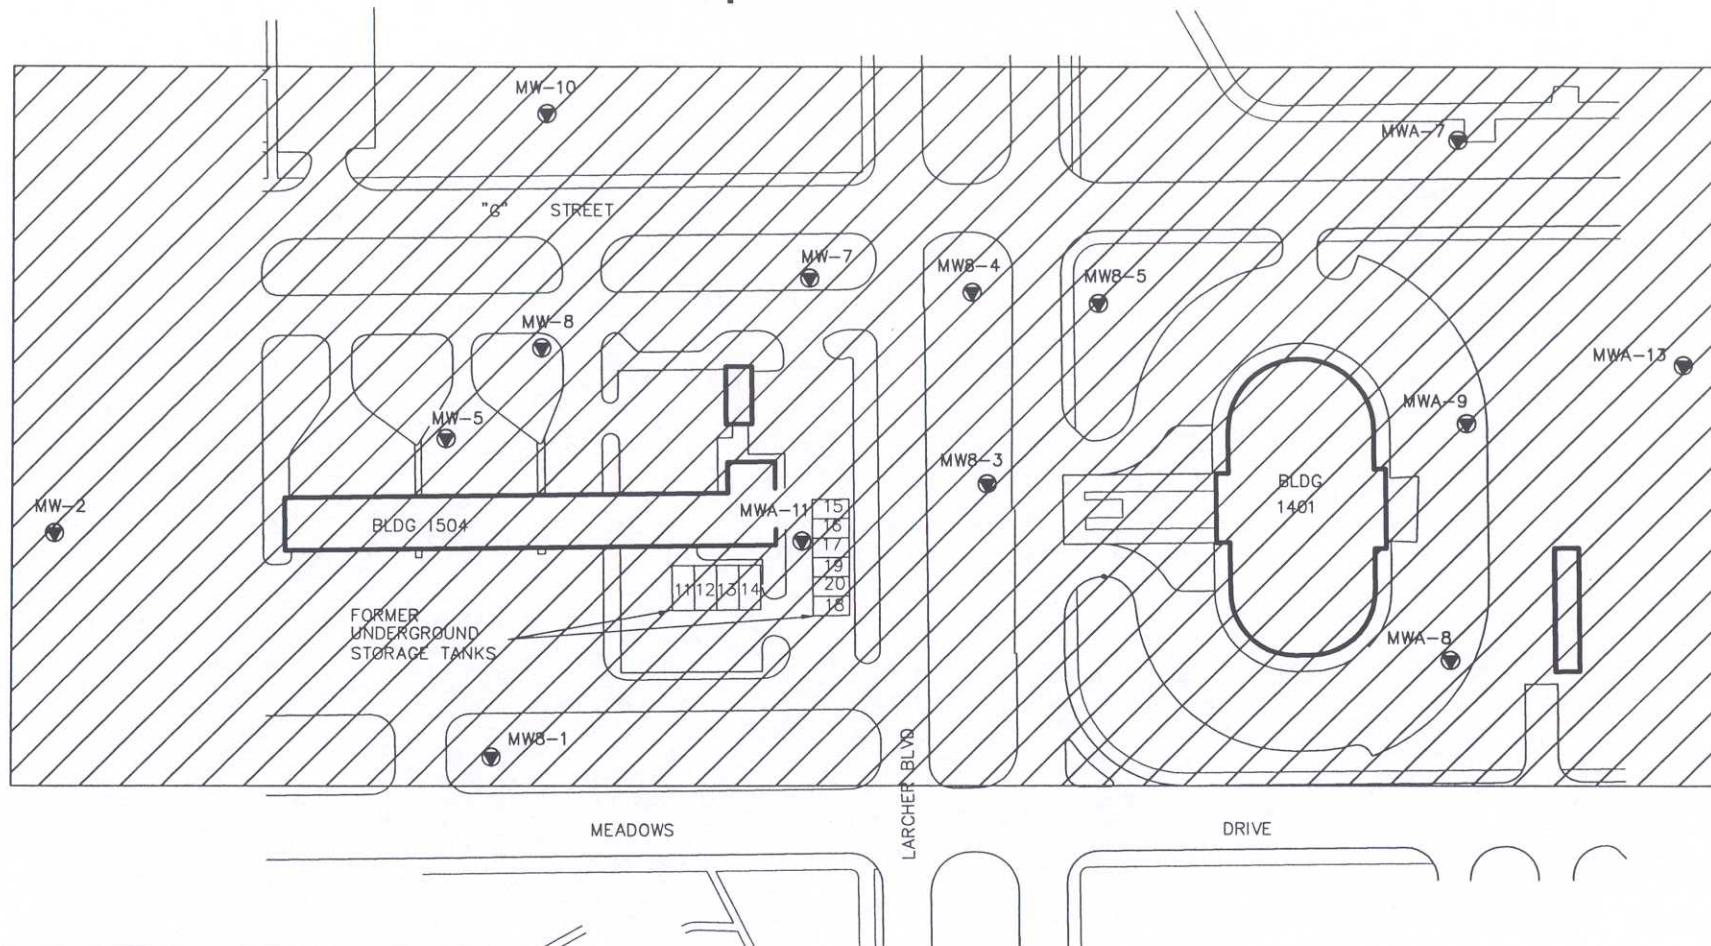 MW-10
MWA-7
"G" STREET
MW-7
MW8-4
MW8-5
MW-8
MWA-13
MWA-9
MW-5
MW8-3
BLDG
1401
MW-2
BLDG 1504
MWA-11
15
16
17
19
20
18
11 12 13 14
FORMER
UNDERGROUND
STORAGE TANKS
MWA-8
MW8-1
LARCHER BLVD
MEADOWS DRIVE